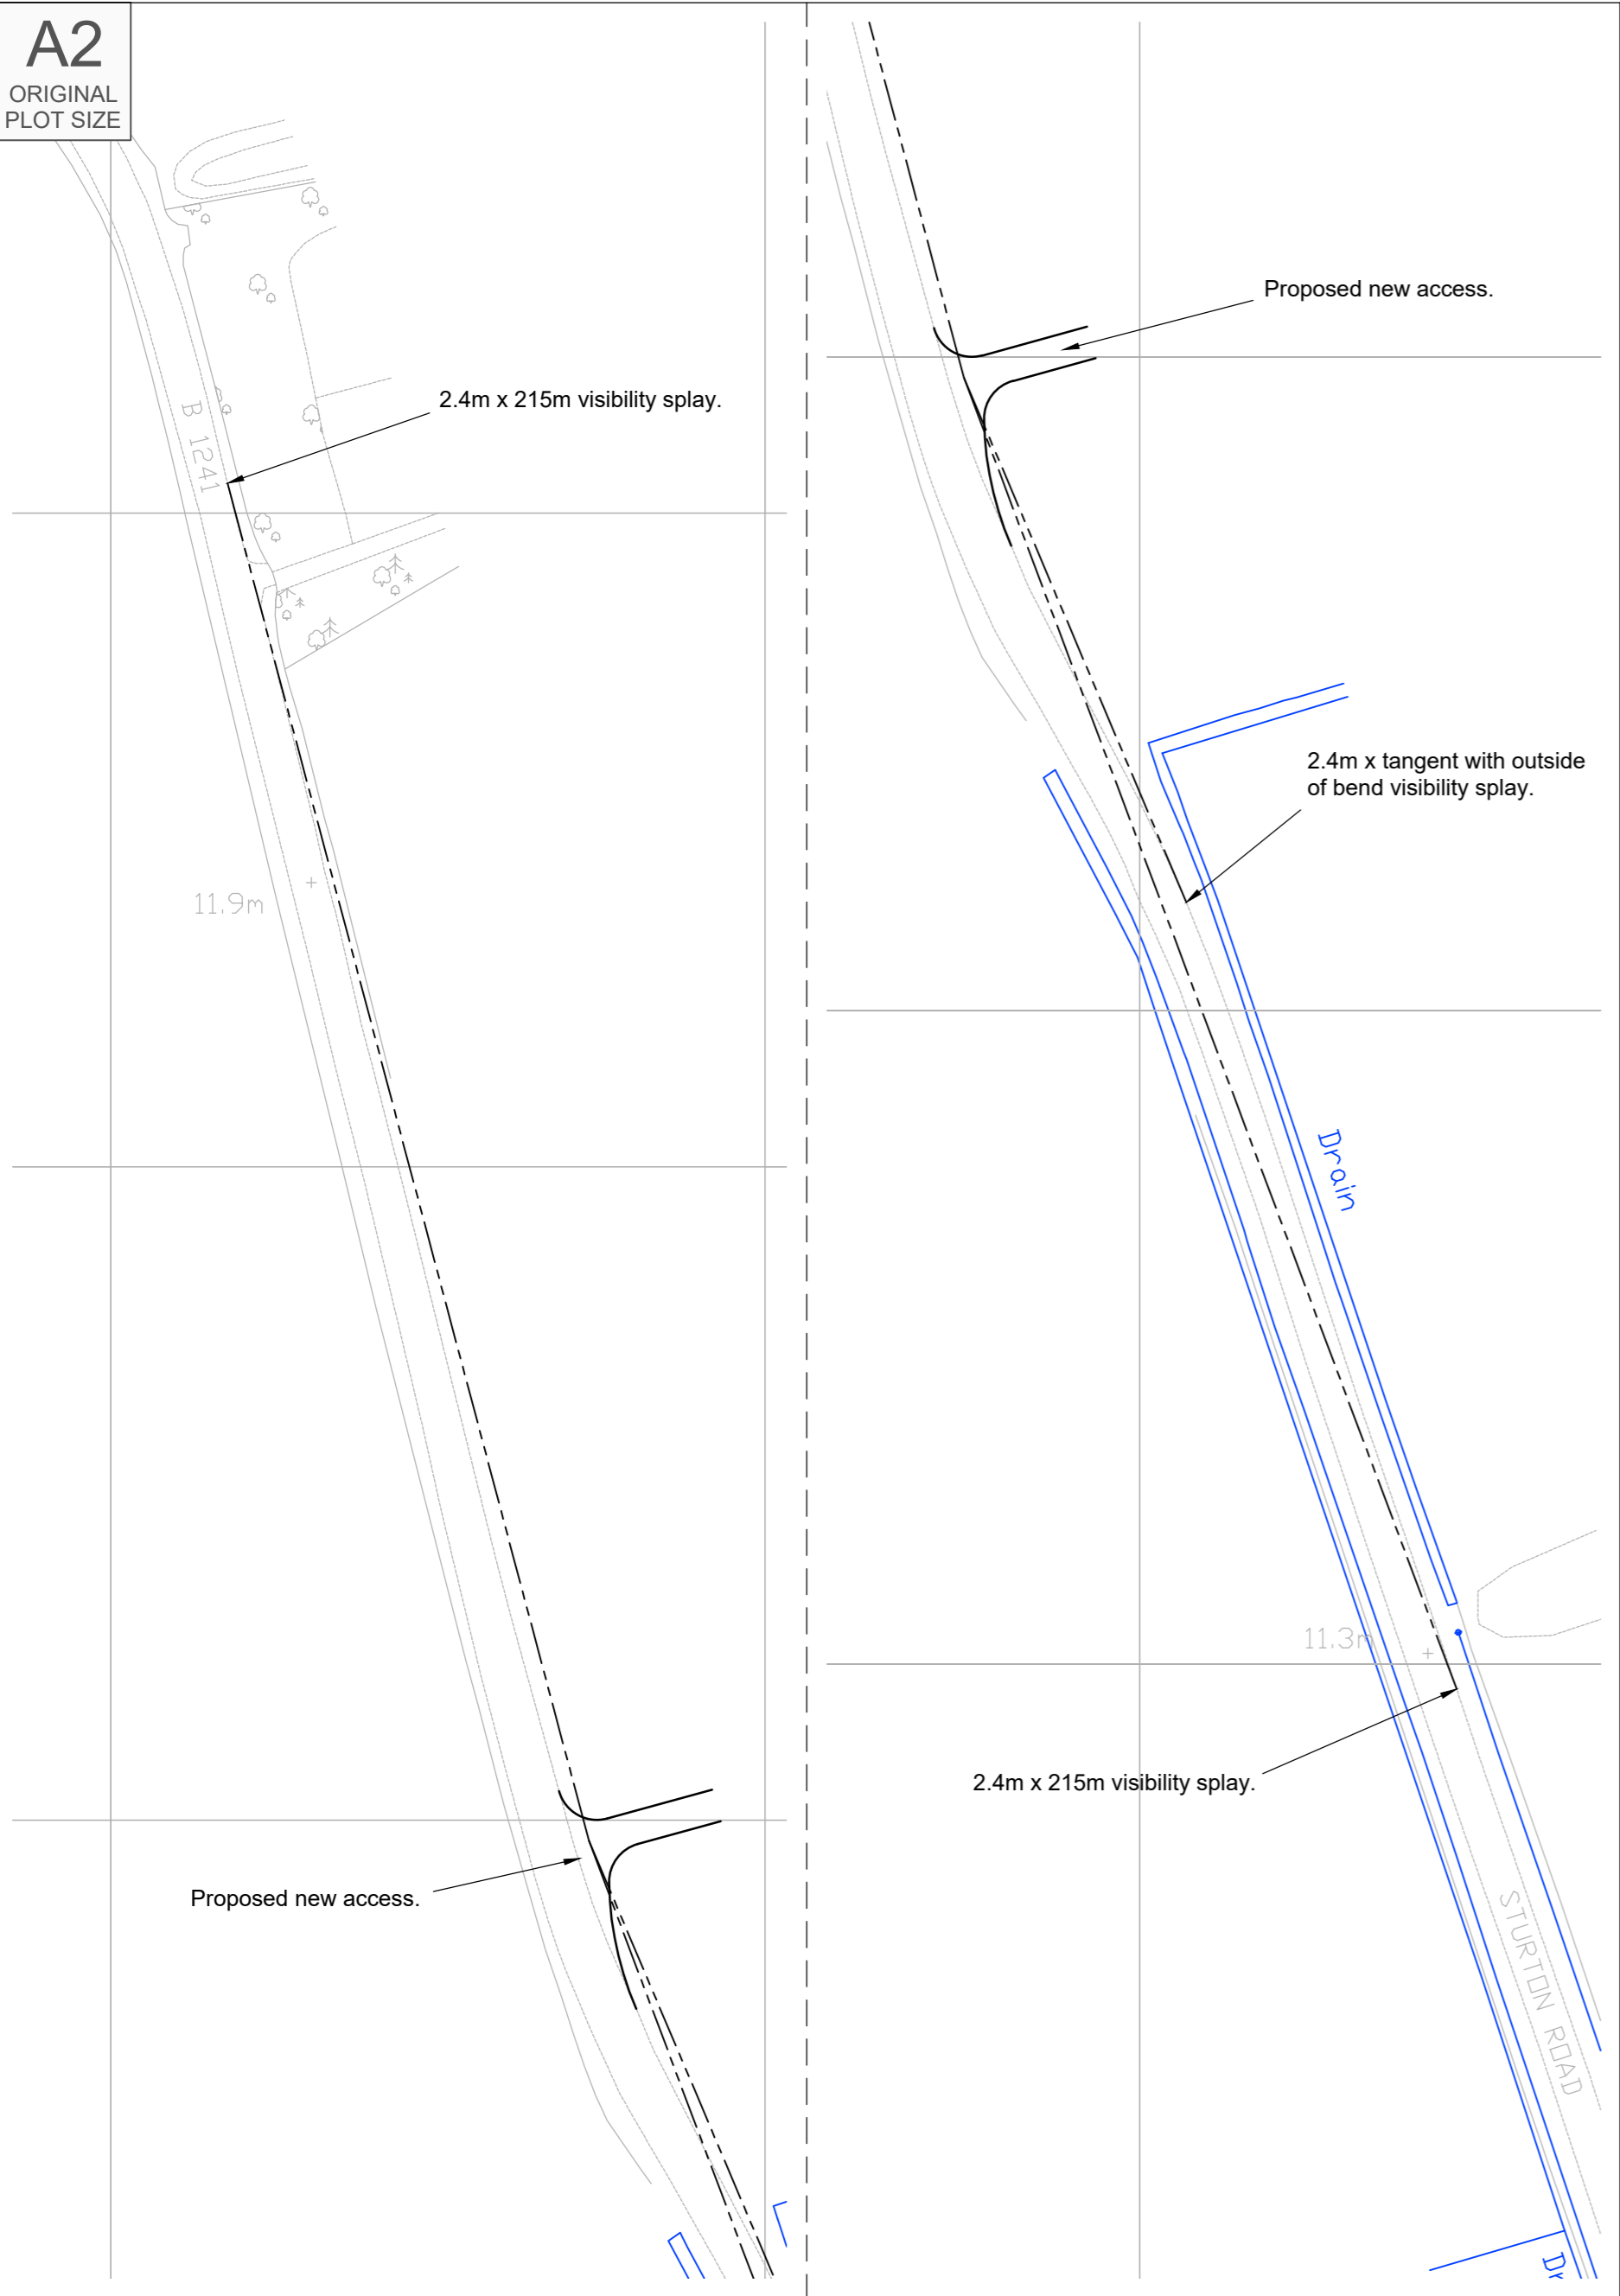 A2
ORIGINAL
PLOT SIZE
2.4m x 215m visibility splay.
B 1241
11.9m
Proposed new access.
Proposed new access.
2.4m x tangent with outside
of bend visibility splay.
Drain
11.3m
2.4m x 215m visibility splay.
STURTON ROAD